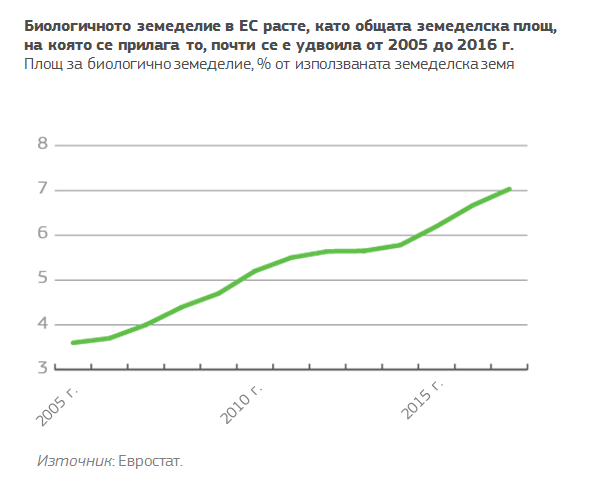 Биологичното земеделие в ЕС расте, като общата земеделска площ,
на която се прилага то, почти се е удвоила от 2005 до 2016 г.
Площ за биологично земеделие, % от използваната земеделска земя
8
7
6
5
4
3
2005 г.
2010 г.
2015 г.
Източник: Евростат.